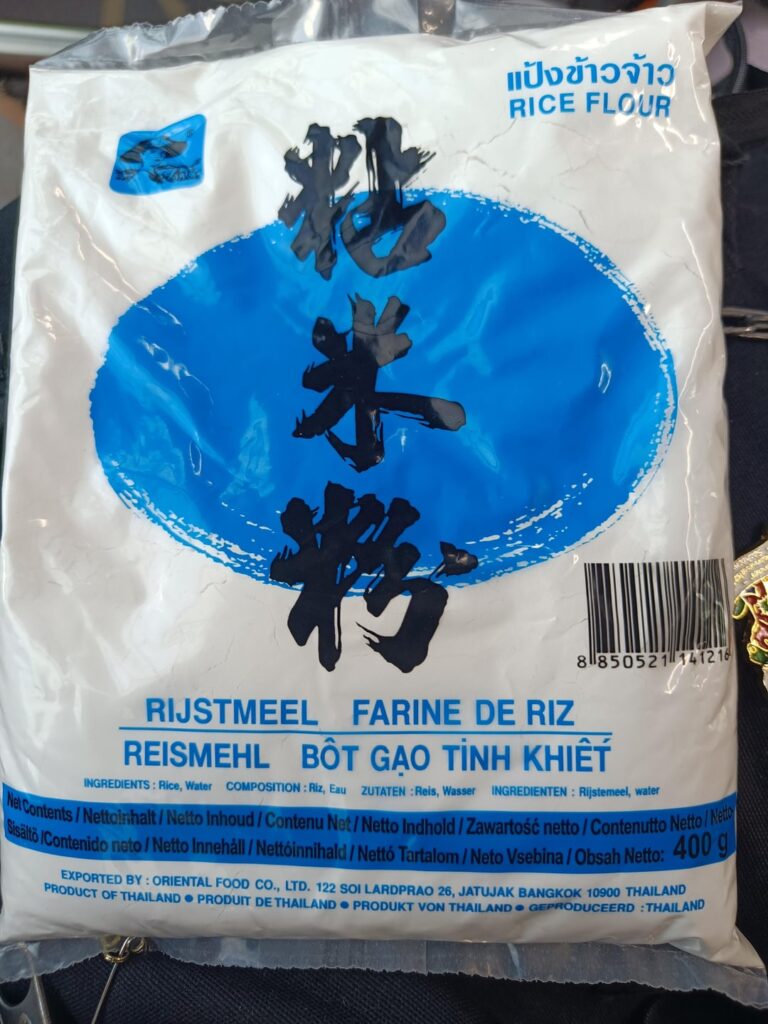 แป้งข้าวจ้าว
RICE FLOUR
粘
米
粉
8 850521 141216
RIJSTMEEL FARINE DE RIZ
REISMEHL BÔT GẠO TINH KHIẾT
INGREDIENTS : Rice, Water COMPOSITION : Riz, Eau ZUTATEN : Reis, Wasser INGREDIENTEN : Rijstemeel, water
Net Contents / Nettoinhalt / Netto Inhoud / Contenu Net / Netto Indhold / Zawartość netto / Contenutto Netto / Netto
Sisältö /Contenido neto / Netto Innehåll / Nettóinnihald / Nettó Tartalom / Neto Vsebina / Obsah Netto: 400 g
EXPORTED BY : ORIENTAL FOOD CO., LTD. 122 SOI LARDPRAO 26, JATUJAK BANGKOK 10900 THAILAND
PRODUCT OF THAILAND ● PRODUIT DE THAILAND ● PRODUKT VON THAILAND ● GEPRODUCEERD : THAILAND